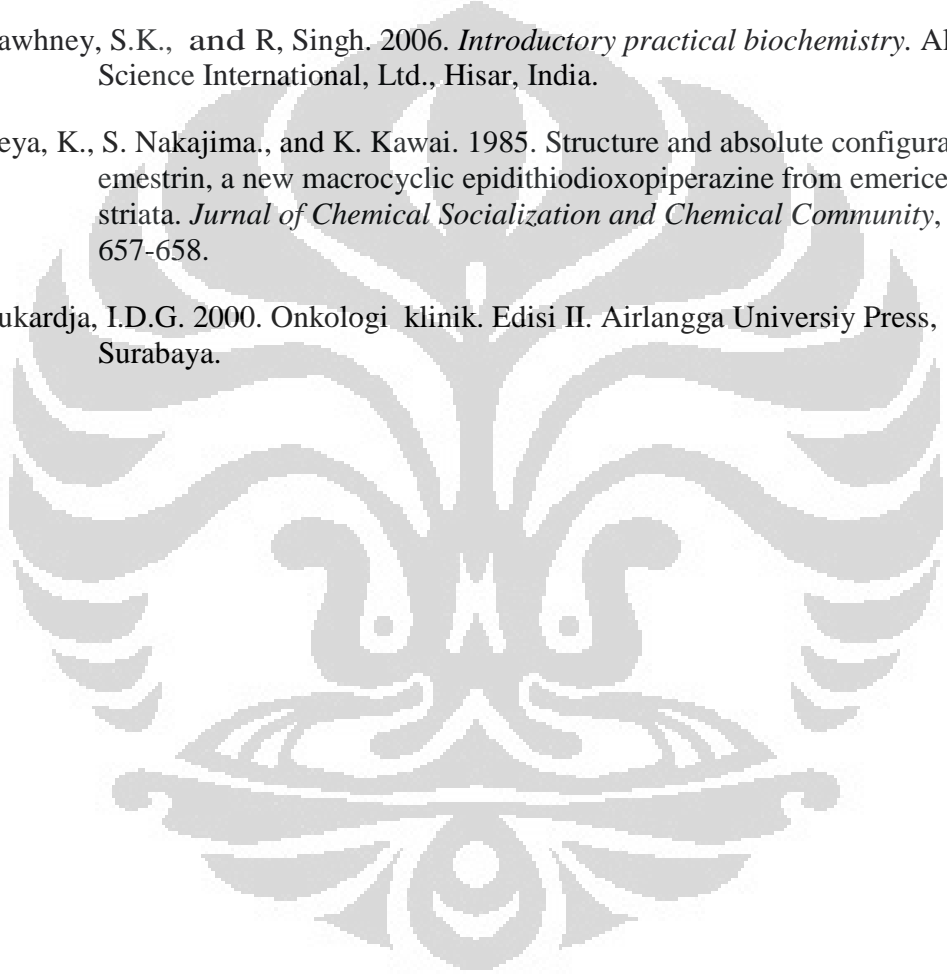 awhney, S.K., and R, Singh. 2006. Introductory practical biochemistry. Al
Science International, Ltd., Hisar, India.
eya, K., S. Nakajima., and K. Kawai. 1985. Structure and absolute configura
emestrin, a new macrocyclic epidithiodioxopiperazine from emerice
striata. Jurnal of Chemical Socialization and Chemical Community,
657-658.
ukardja, I.D.G. 2000. Onkologi klinik. Edisi II. Airlangga Universiy Press,
Surabaya.